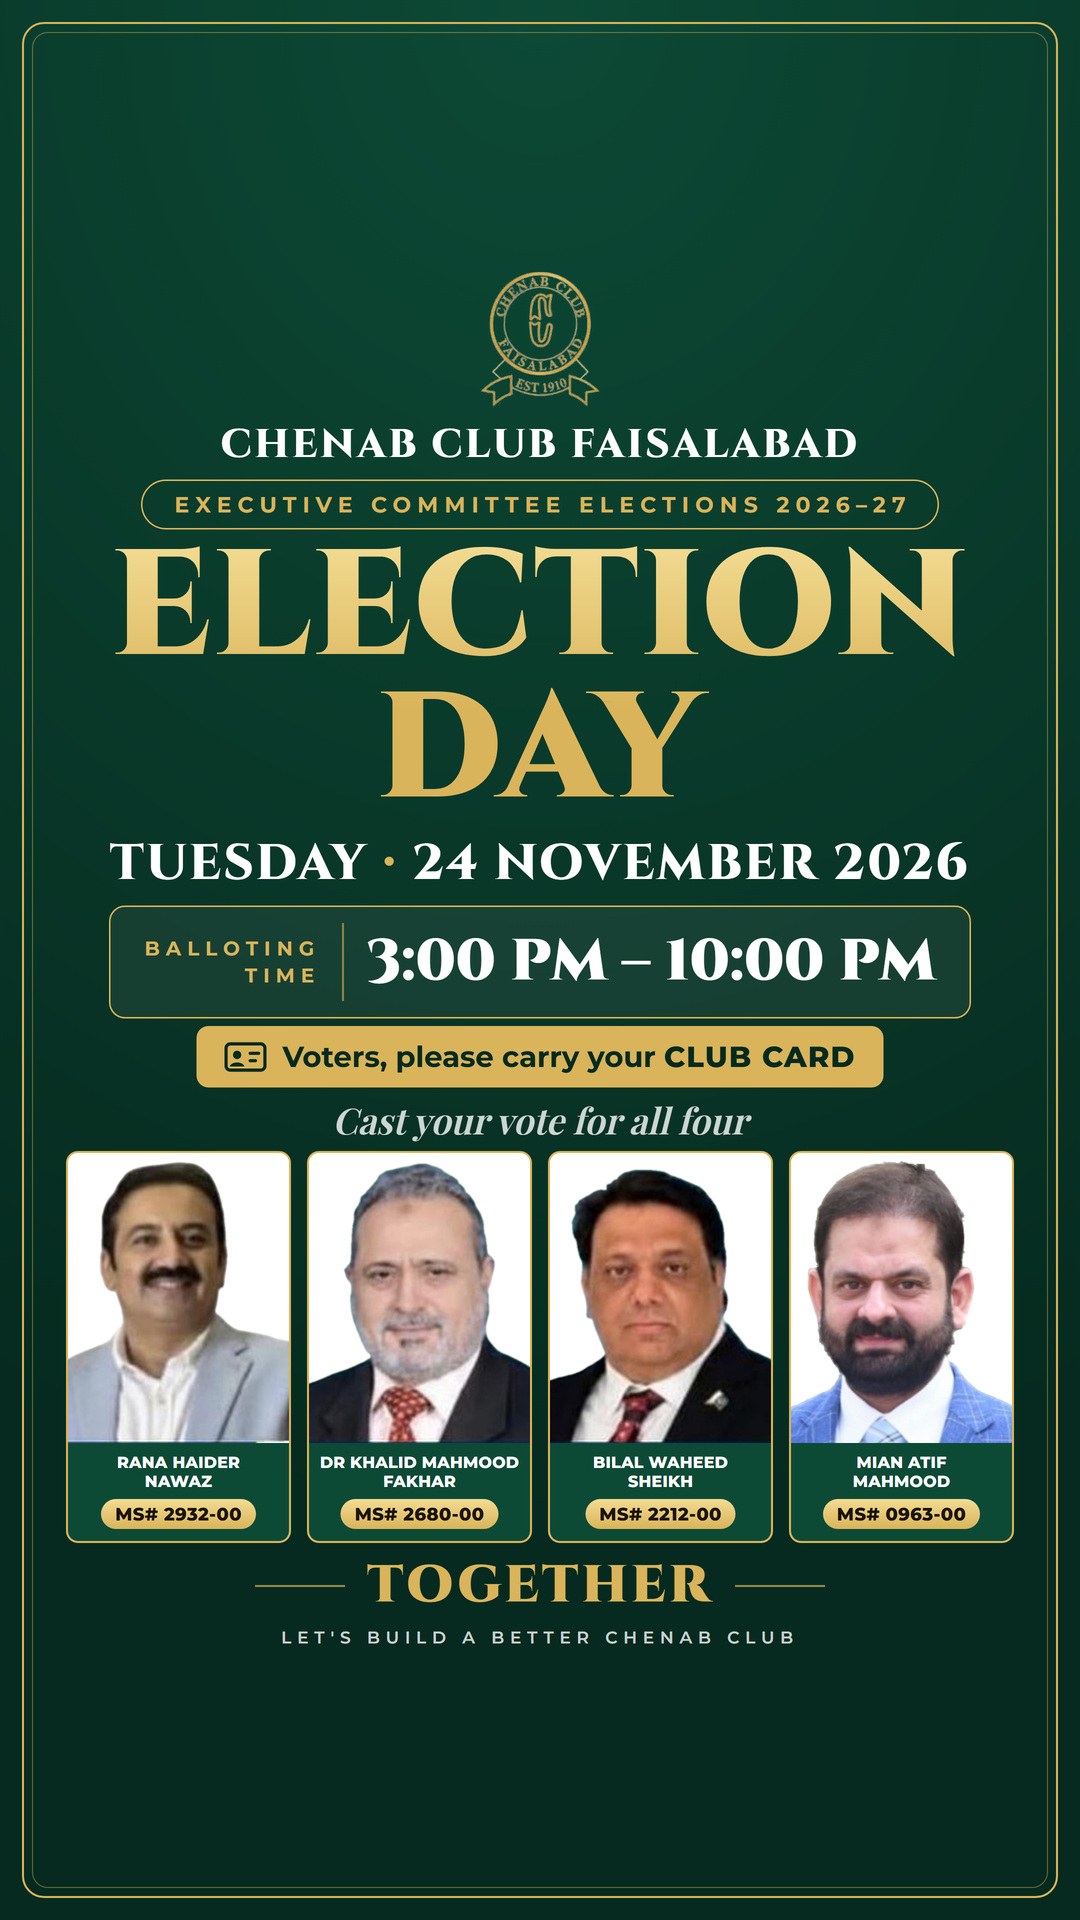 CHENAB CLUB
FAISALABAD
EST 1910
CHENAB CLUB FAISALABAD
EXECUTIVE COMMITTEE ELECTIONS 2026–27
ELECTION
DAY
TUESDAY · 24 NOVEMBER 2026
BALLOTING
TIME
3:00 PM – 10:00 PM
Voters, please carry your CLUB CARD
Cast your vote for all four
RANA HAIDER
NAWAZ
MS# 2932-00
DR KHALID MAHMOOD
FAKHAR
MS# 2680-00
BILAL WAHEED
SHEIKH
MS# 2212-00
MIAN ATIF
MAHMOOD
MS# 0963-00
TOGETHER
LET'S BUILD A BETTER CHENAB CLUB